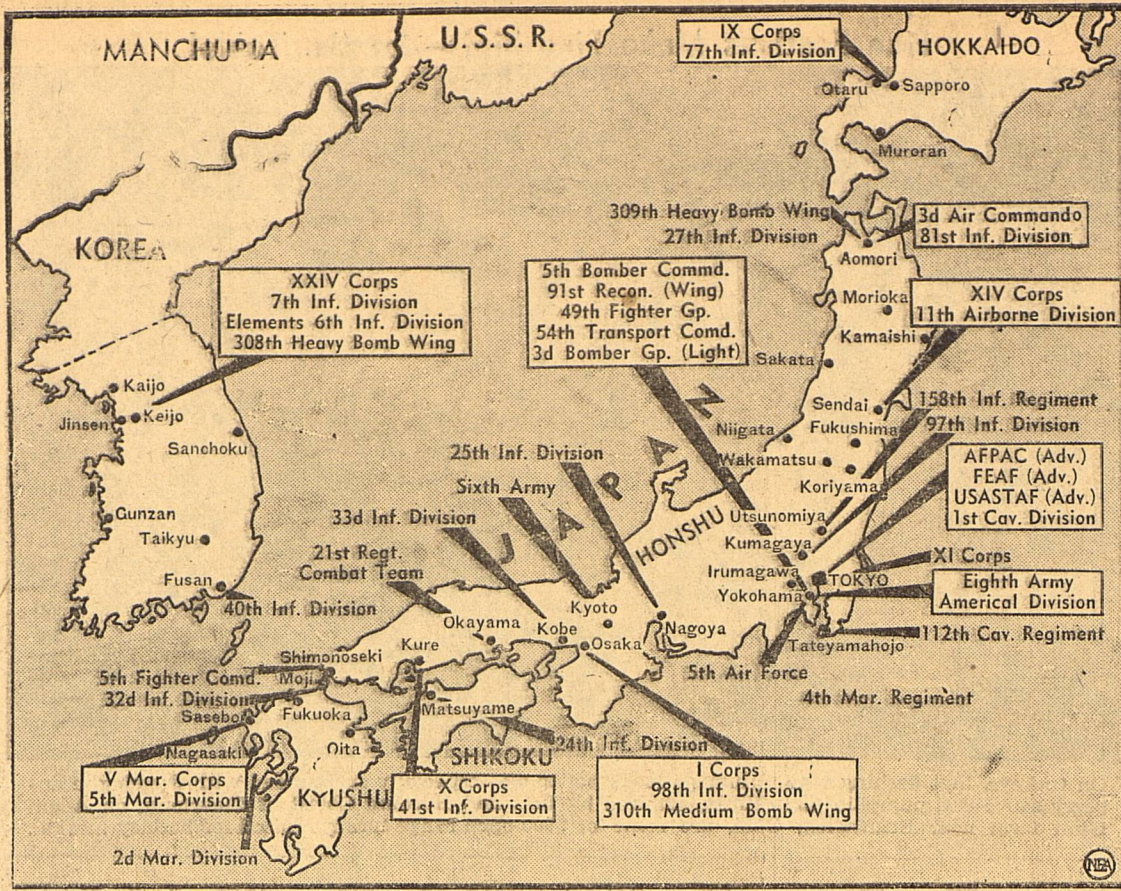 MANCHURIA
U.S.S.R.
IX Corps
77th Inf. Division
HOKKAIDO
Otaru
Sapporo
Muroran
KOREA
309th Heavy Bomb Wing
27th Inf. Division
3d Air Commando
81st Inf. Division
Aomori
XXIV Corps
7th Inf. Division
Elements 6th Inf. Division
308th Heavy Bomb Wing
5th Bomber Commd.
91st Recon. (Wing)
49th Fighter Gp.
54th Transport Comd.
3d Bomber Gp. (Light)
Morioka
XIV Corps
11th Airborne Division
Kamaishi
Sakata
Kaijo
Keijo
Jinsen
Sanchoku
Sendai
158th Inf. Regiment
Niigata
Fukushima
97th Inf. Division
JAPAN
25th Inf. Division
Wakamatsu
AFPAC (Adv.)
FEAF (Adv.)
USASTAF (Adv.)
1st Cav. Division
Sixth Army
Koriyama
Gunzan
33d Inf. Division
HONSHU
Utsunomiya
Taikyu
Kumagaya
21st Regt.
Combat Team
XI Corps
Irumagawa
TOKYO
Fusan
Eighth Army
Americal Division
Yokohama
40th Inf. Division
Kyoto
Okayama
Kobe
Nagoya
112th Cav. Regiment
Kure
Osaka
Tateyamahojo
Shimonoseki
5th Fighter Comd.
Moji
5th Air Force
32d Inf. Division
4th Mar. Regiment
Sasebo
Fukuoka
Matsuyame
Nagasaki
Oita
24th Inf. Division
SHIKOKU
V Mar. Corps
5th Mar. Division
KYUSHU
X Corps
41st Inf. Division
I Corps
98th Inf. Division
310th Medium Bomb Wing
2d Mar. Division
NEA